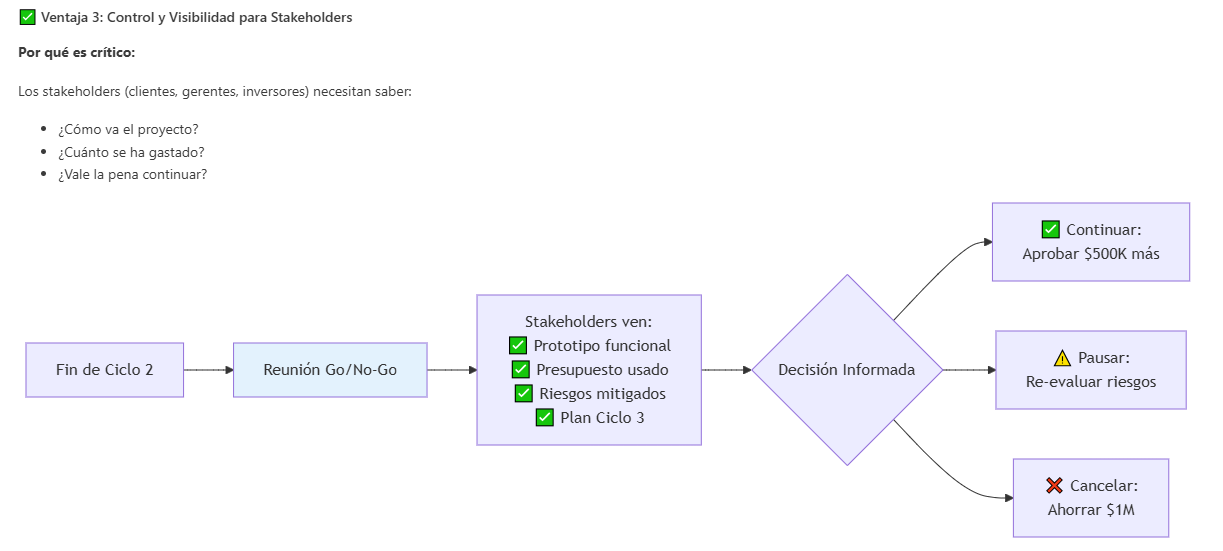 ✅ Ventaja 3: Control y Visibilidad para Stakeholders
Por qué es crítico:
Los stakeholders (clientes, gerentes, inversores) necesitan saber:
• ¿Cómo va el proyecto?
• ¿Cuánto se ha gastado?
• ¿Vale la pena continuar?
Fin de Ciclo 2
Reunión Go/No-Go
Stakeholders ven:
✅ Prototipo funcional
✅ Presupuesto usado
✅ Riesgos mitigados
✅ Plan Ciclo 3
Decisión Informada
✅ Continuar:
Aprobar $500K más
⚠️ Pausar:
Re-evaluar riesgos
❌ Cancelar:
Ahorrar $1M